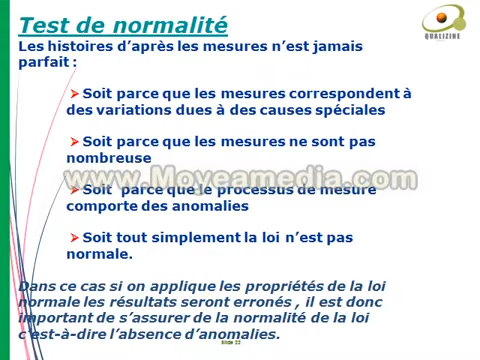 Test de normalité
QUALIZINE
Les histoires d’après les mesures n’est jamais
parfait :
Soit parce que les mesures correspondent à
des variations dues à des causes spéciales
Soit parce que les mesures ne sont pas
nombreuse
www.Moyeamedia.com
Soit parce que le processus de mesure
comporte des anomalies
Soit tout simplement la loi n’est pas
normale.
Dans ce cas si on applique les propriétés de la loi
normale les résultats seront erronés , il est donc
important de s’assurer de la normalité de la loi
c’est-à-dire l’absence d’anomalies.
Slide 22